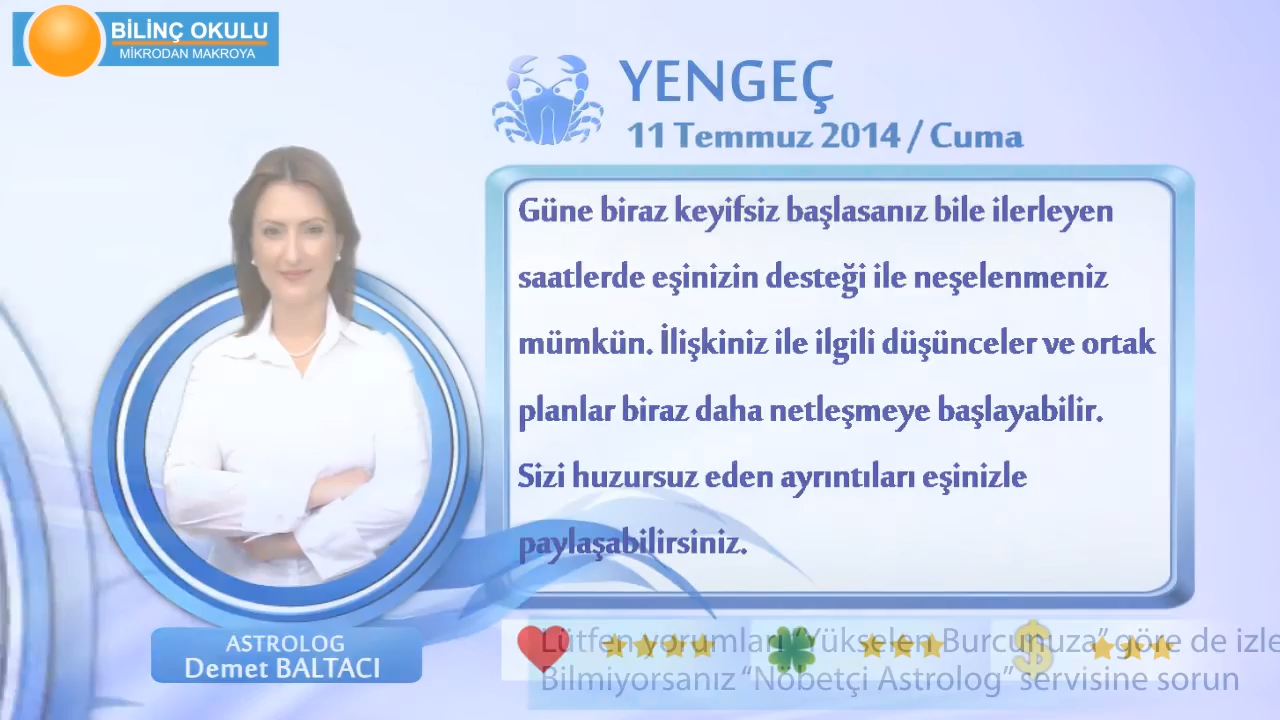 BİLİNÇ OKULU
MİKRODAN MAKROYA
YENGEÇ
11 Temmuz 2014 / Cuma
Güne biraz keyifsiz başlasanız bile ilerleyen
saatlerde eşinizin desteği ile neşelenmeniz
mümkün. İlişkiniz ile ilgili düşünceler ve ortak
planlar biraz daha netleşmeye başlayabilir.
Sizi huzursuz eden ayrıntıları eşinizle
paylaşabilirsiniz.
ASTROLOG
Demet BALTACI
Lütfen yorumları "Yükselen Burcunuza" göre de izle
Bilmiyorsanız "Nöbetçi Astrolog" servisine sorun